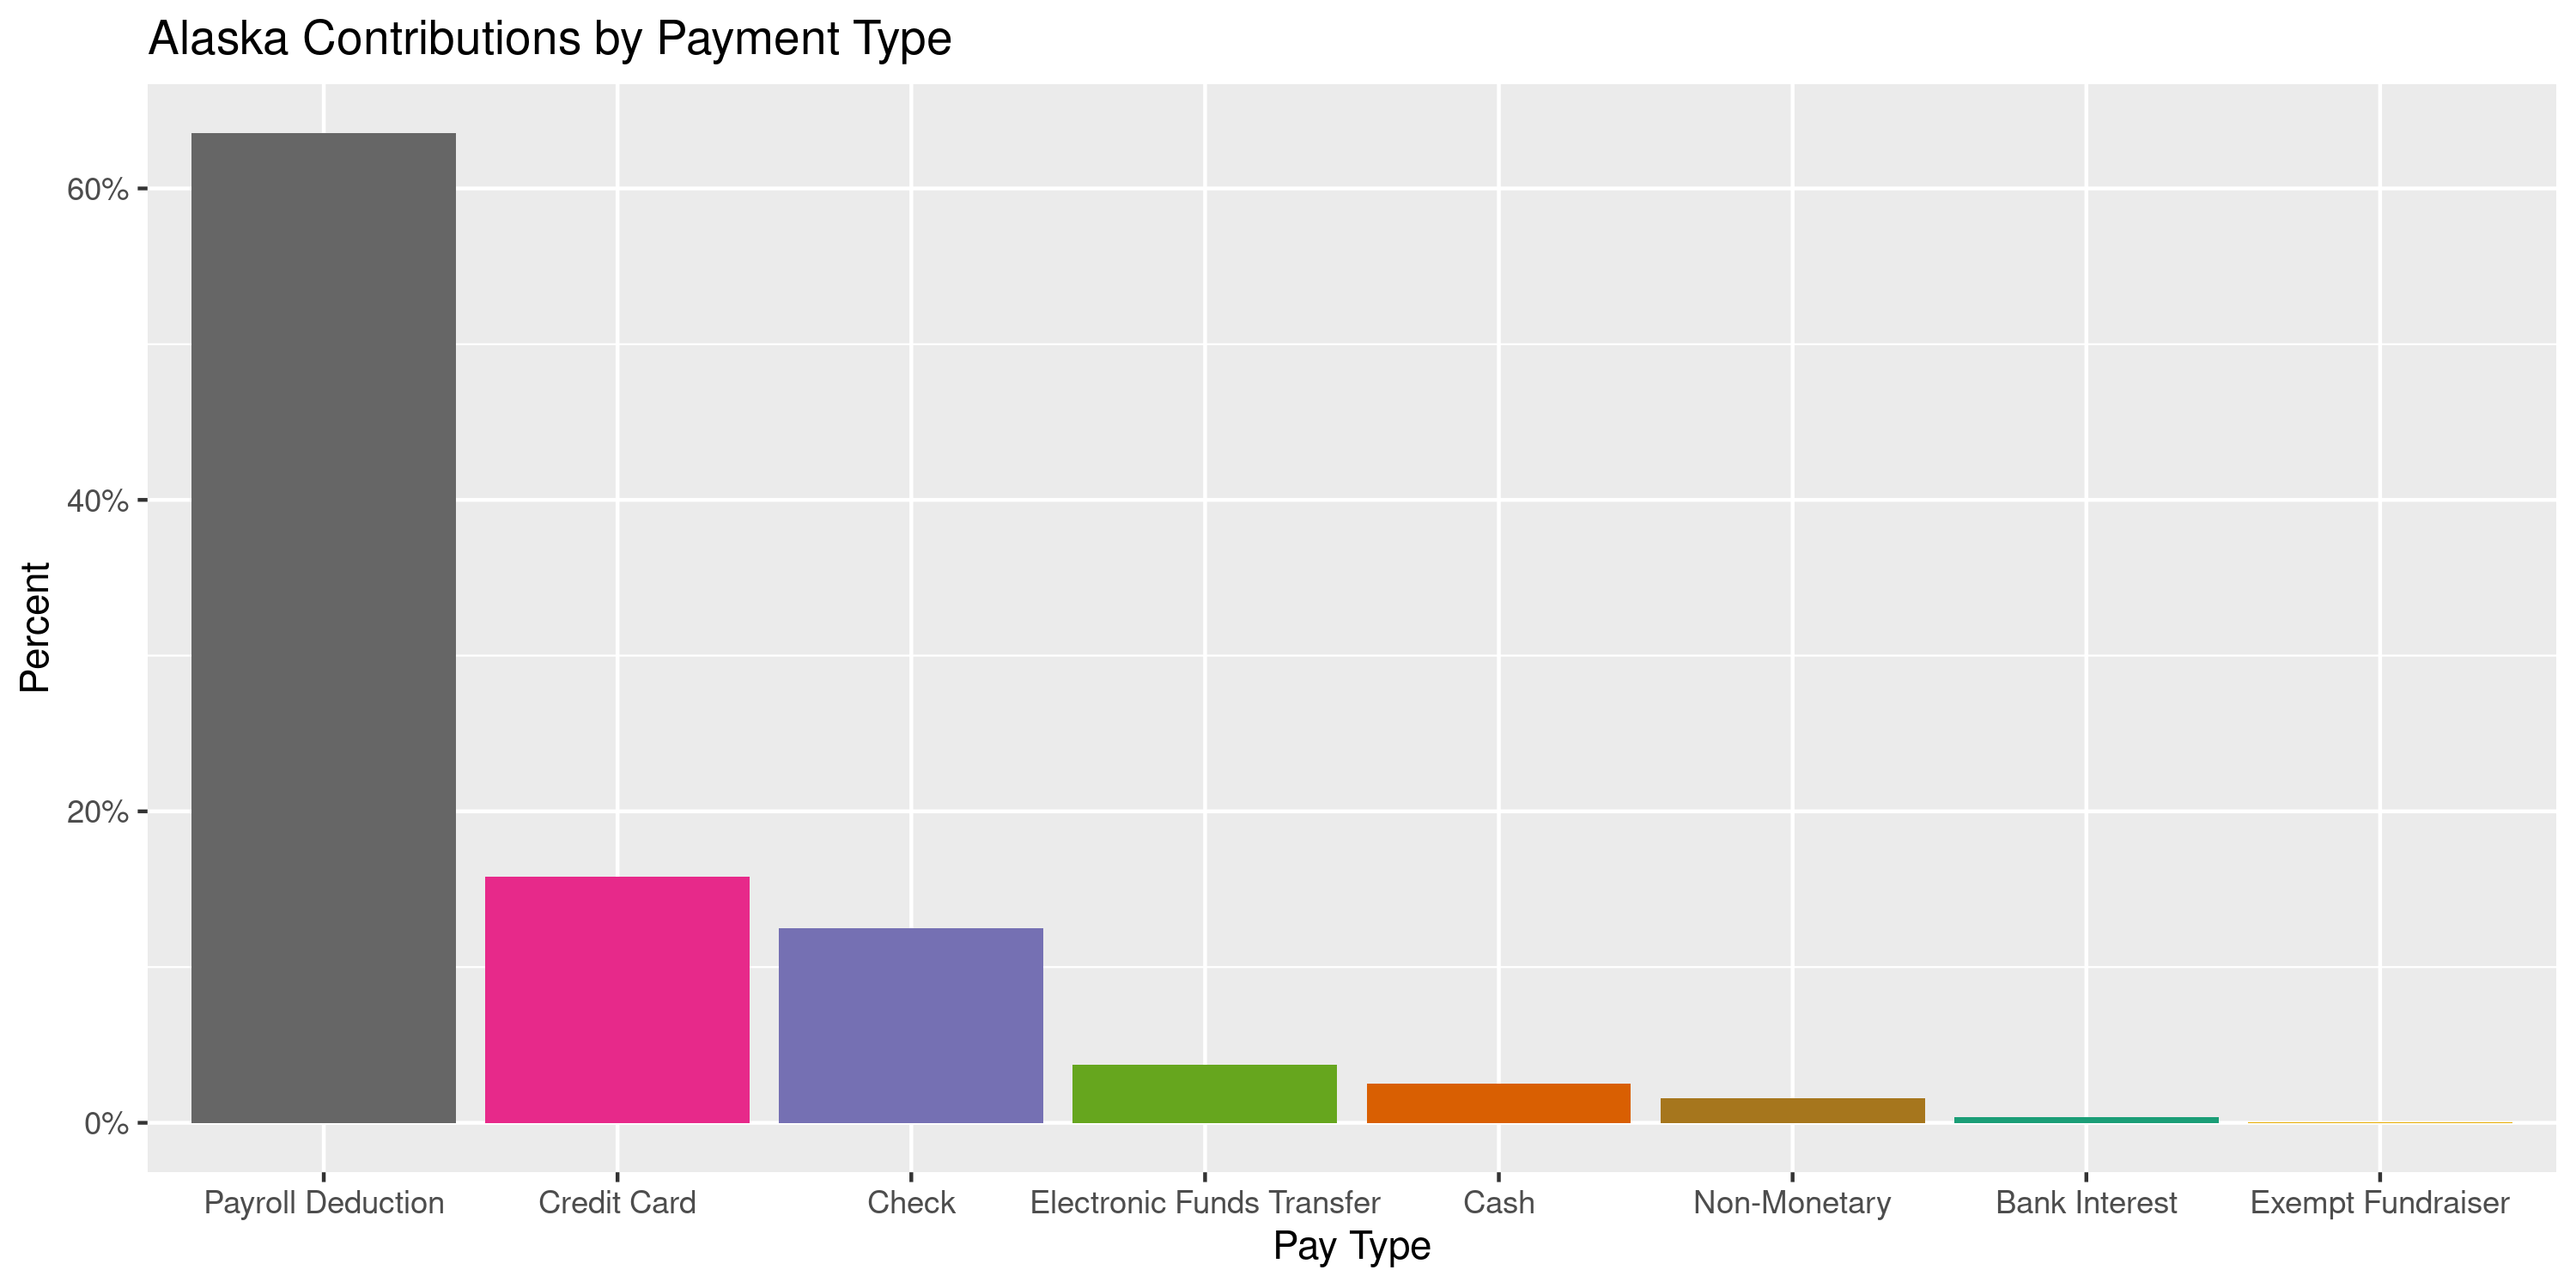 Alaska Contributions by Payment Type
Percent
60%
40%
20%
0%
Payroll Deduction
Credit Card
Check
Electronic Funds Transfer
Cash
Non-Monetary
Bank Interest
Exempt Fundraiser
Pay Type